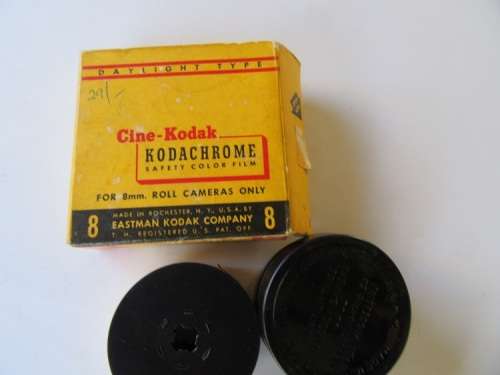 DAYLIGHT TYPE
29/-
Cine-Kodak
KODACHROME
SAFETY COLOR FILM
FOR 8mm. ROLL CAMERAS ONLY
8 MADE IN ROCHESTER, N. Y., U. S. A. BY 8
EASTMAN KODAK COMPANY
T. M. REGISTERED U. S. PAT. OFF.